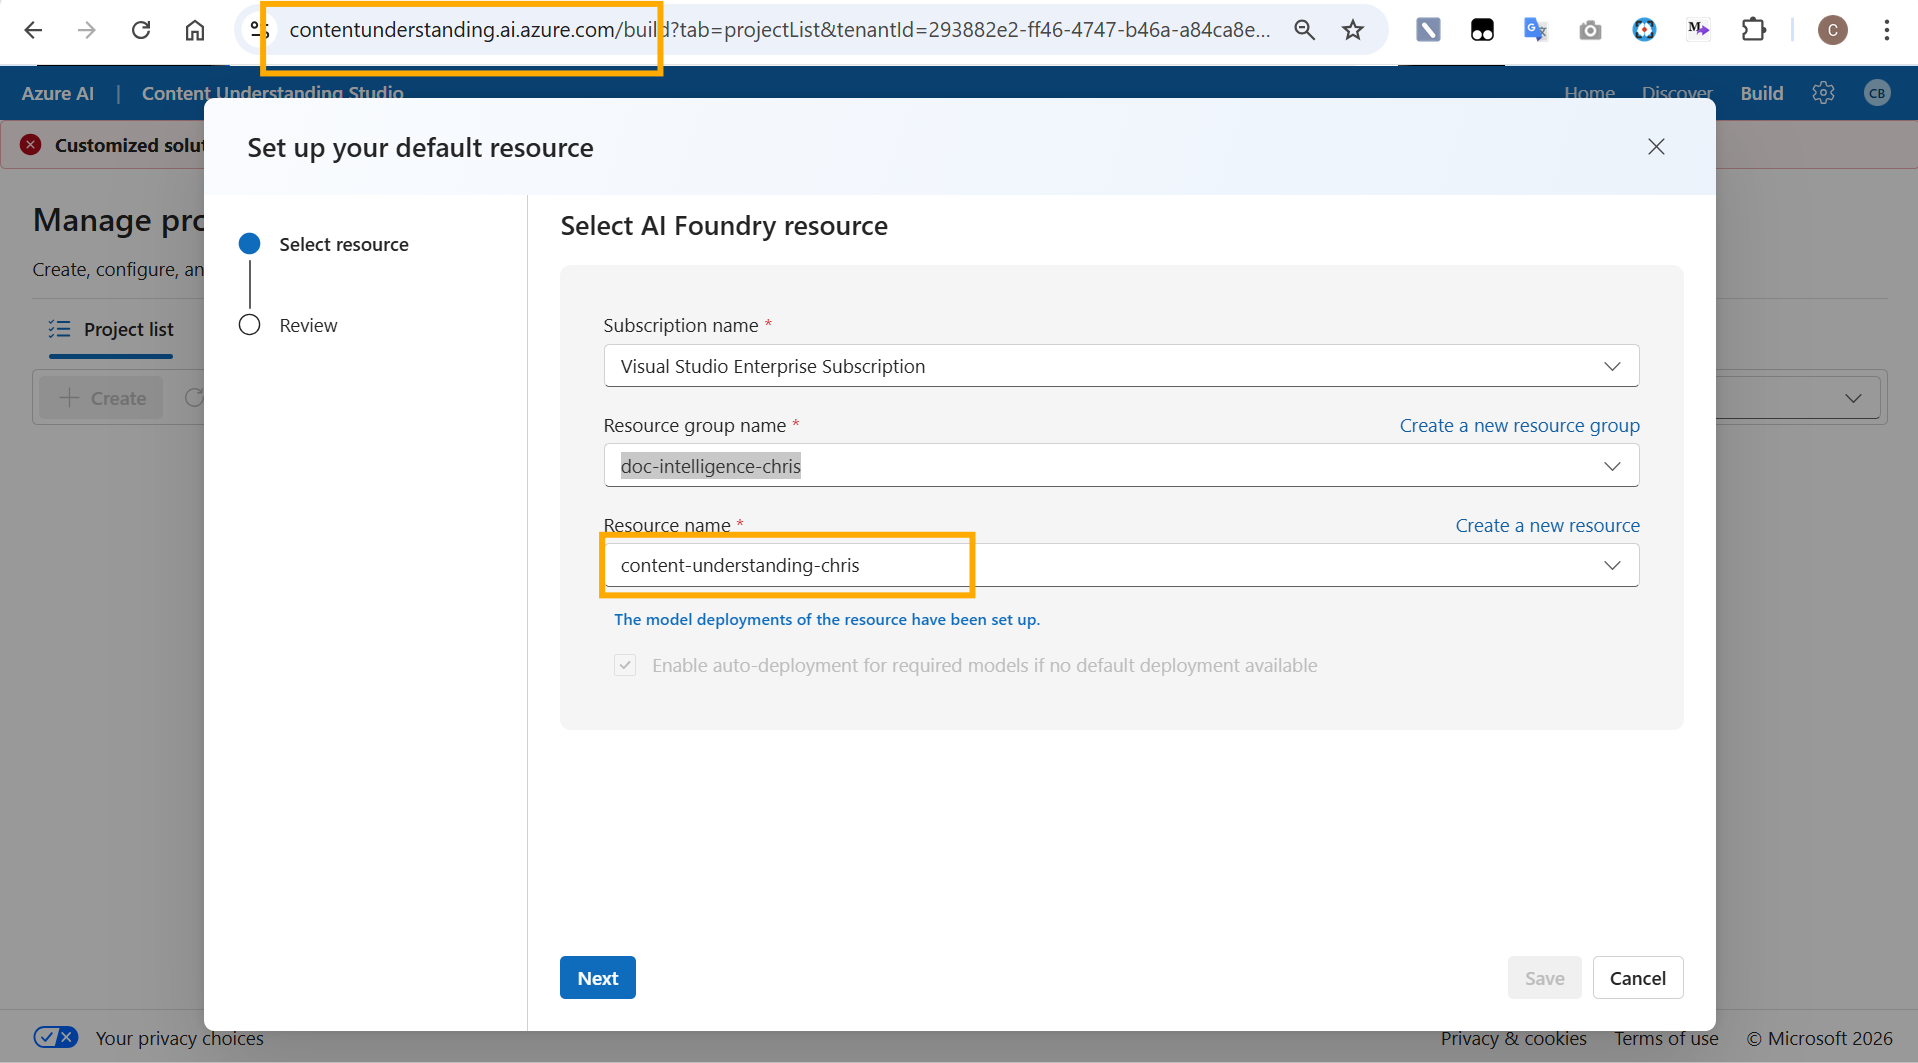 contentunderstanding.ai.azure.com/build?tab=projectList&tenantId=293882e2-ff46-4747-b46a-a84ca8e...
C
Azure AI | Content Understanding Studio
Home Discover Build CB
Customized solut
Set up your default resource
Manage pro
Create, configure, an
Project list
Create
Select resource
Review
Select AI Foundry resource
Subscription name *
Visual Studio Enterprise Subscription
Resource group name * Create a new resource group
doc-intelligence-chris
Resource name * Create a new resource
content-understanding-chris
The model deployments of the resource have been set up.
Enable auto-deployment for required models if no default deployment available
Next Save Cancel
Your privacy choices Privacy & cookies Terms of use © Microsoft 2026